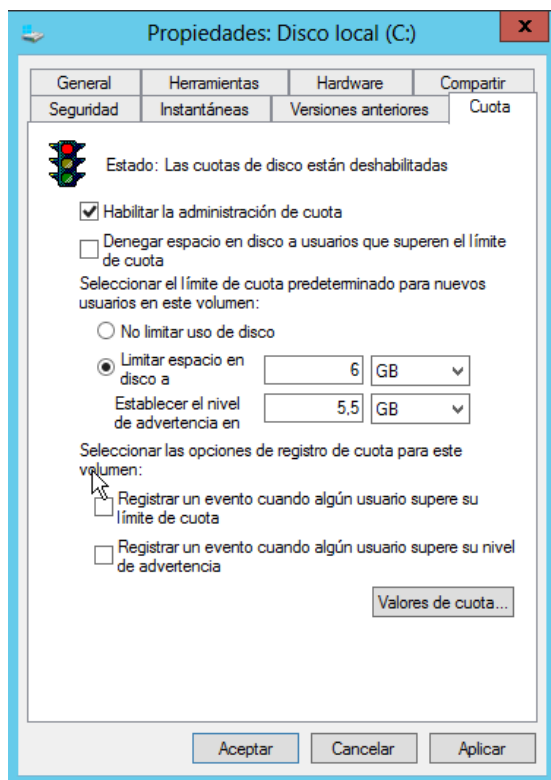 Propiedades: Disco local (C:)
x
General
Herramientas
Hardware
Compartir
Seguridad
Instantáneas
Versiones anteriores
Cuota
Estado: Las cuotas de disco están deshabilitadas
Habilitar la administración de cuota
Denegar espacio en disco a usuarios que superen el límite
de cuota
Seleccionar el límite de cuota predeterminado para nuevos
usuarios en este volumen:
No limitar uso de disco
Limitar espacio en
disco a
6
GB
Establecer el nivel
de advertencia en
5,5
GB
Seleccionar las opciones de registro de cuota para este
volumen:
Registrar un evento cuando algún usuario supere su
límite de cuota
Registrar un evento cuando algún usuario supere su nivel
de advertencia
Valores de cuota...
Aceptar
Cancelar
Aplicar